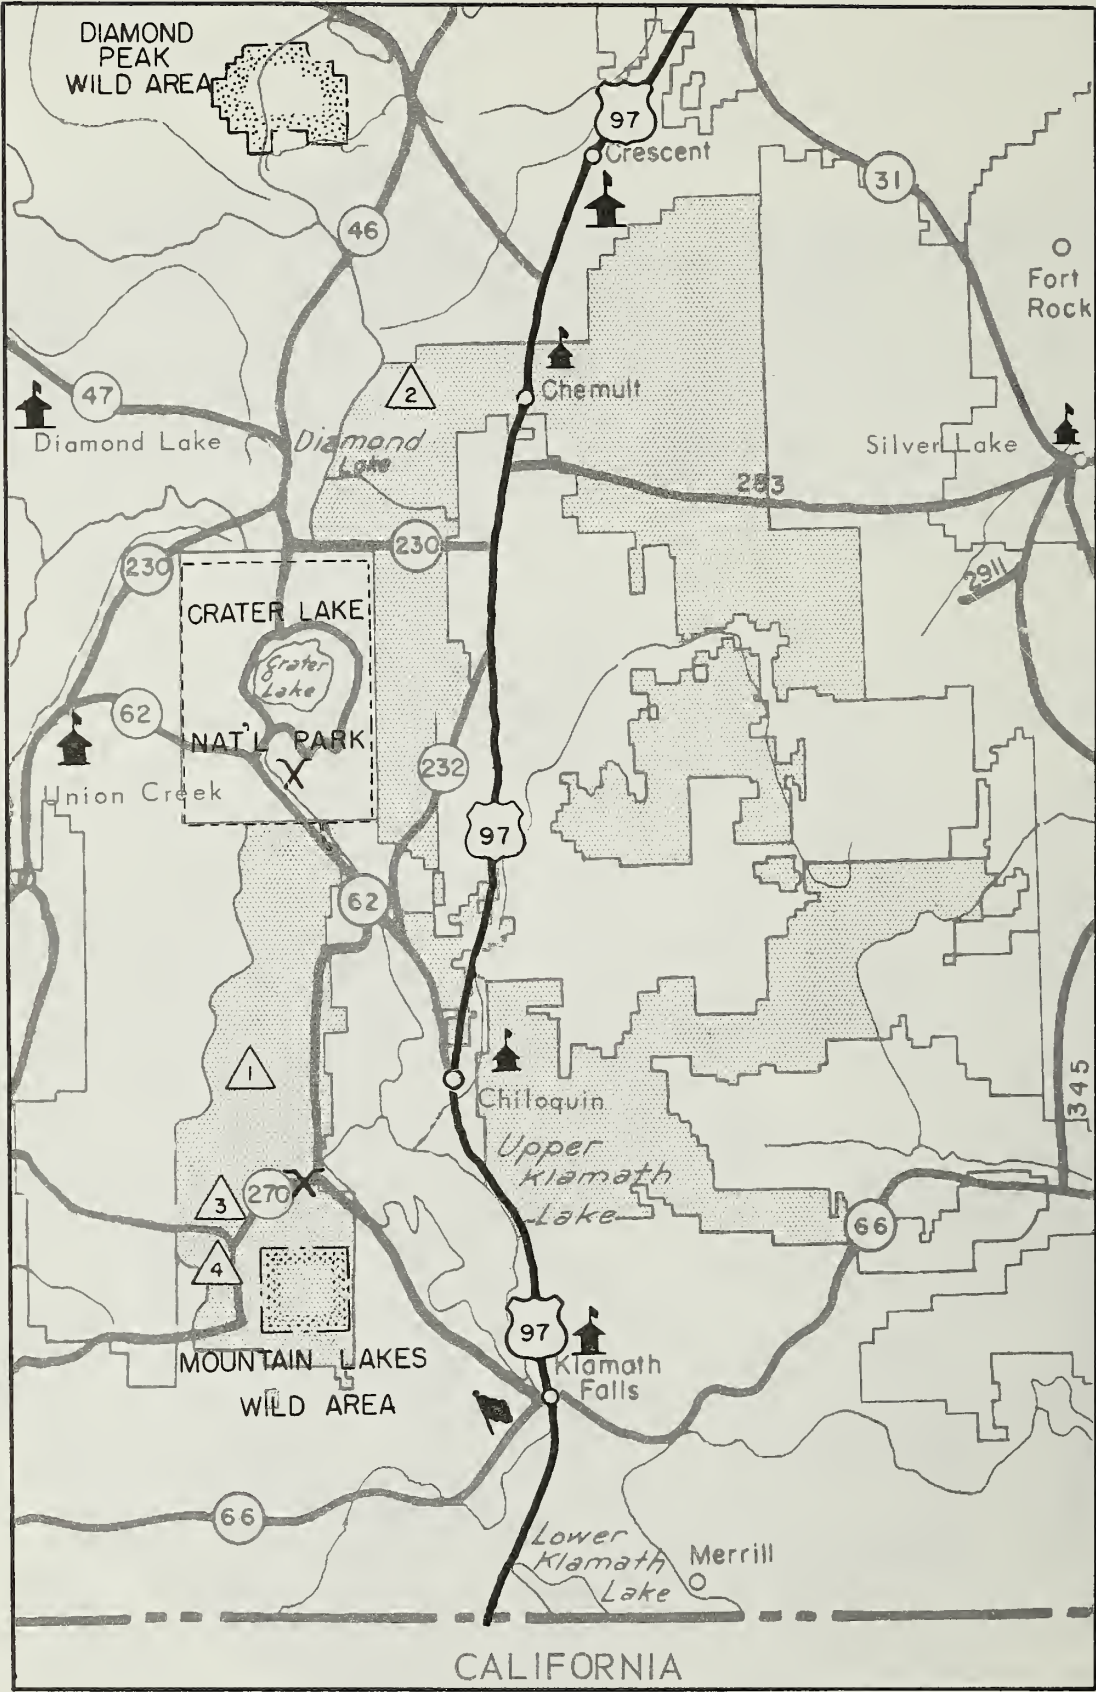 DIAMOND
PEAK
WILD AREA
97
Crescent
31
46
Fort
Rock
2
Chemult
47
Diamond Lake
Diamond
Lake
Silver Lake
283
230
230
2911
CRATER LAKE
Crater
Lake
62
NAT'L PARK
232
Union Creek
97
62
1
Chiloquin
345
Upper
Klamath
Lake
270
3
66
4
97
MOUNTAIN LAKES
WILD AREA
Klamath
Falls
66
Lower
Klamath
Lake
Merrill
CALIFORNIA